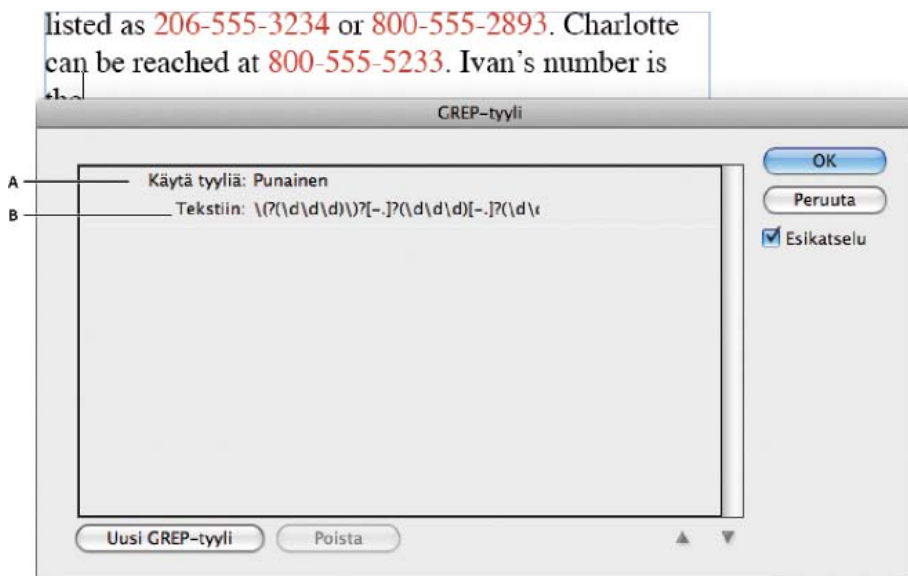 listed as 206-555-3234 or 800-555-2893. Charlotte
can be reached at 800-555-5233. Ivan's number is
the
GREP-tyyli
A
Käytä tyyliä: Punainen
B
Tekstiin: \(?(\d\d\d)\)?[-.]?(\d\d\d)[-.]?(\d\
OK
Peruuta
Esikatselu
Uusi GREP-tyyli
Poista